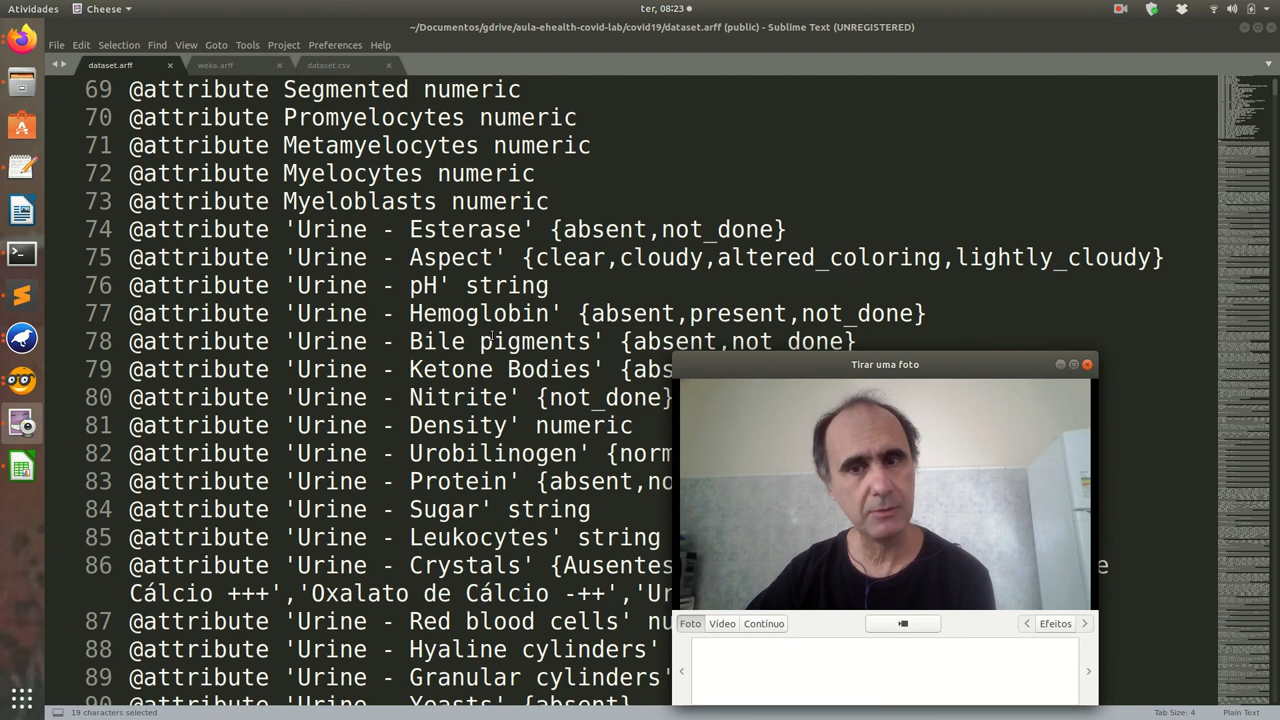 Atividades
Cheese
ter, 08:23
~/Documentos/gdrive/aula-ehealth-covid-lab/covid19/dataset.arff (public) - Sublime Text (UNREGISTERED)
File Edit Selection Find View Goto Tools Project Preferences Help
dataset.arff weka.arff dataset.csv
69 @attribute Segmented numeric
70 @attribute Promyelocytes numeric
71 @attribute Metamyelocytes numeric
72 @attribute Myelocytes numeric
73 @attribute Myeloblasts numeric
74 @attribute 'Urine - Esterase' {absent,not_done}
75 @attribute 'Urine - Aspect' ear,cloudy,altered_coloring,lightly_cloudy}
76 @attribute 'Urine - pH' string
77 @attribute 'Urine - Hemoglobin' {absent,present,not_done}
78 @attribute 'Urine - Bile pigments' {absent,not_done}
79 @attribute 'Urine - Ketone Bodies' {abs
80 @attribute 'Urine - Nitrite' {not_done}
81 @attribute 'Urine - Density' numeric
82 @attribute 'Urine - Urobilinogen' {norm
83 @attribute 'Urine - Protein' {absent,no
84 @attribute 'Urine - Sugar' string
85 @attribute 'Urine - Leukocytes' string
86 @attribute 'Urine - Crystals' {Ausentes e
Cálcio +++','Oxalato de Cálcio -++','Ur
87 @attribute 'Urine - Red blood cells' nu
88 @attribute 'Urine - Hyaline cylinders'
89 @attribute 'Urine - Granular cylinders'
90 @attribute 'Urine - Yeasts' {absent}
Tirar uma foto
Foto Vídeo Contínuo Efeitos
19 characters selected
Tab Size: 4 Plain Text